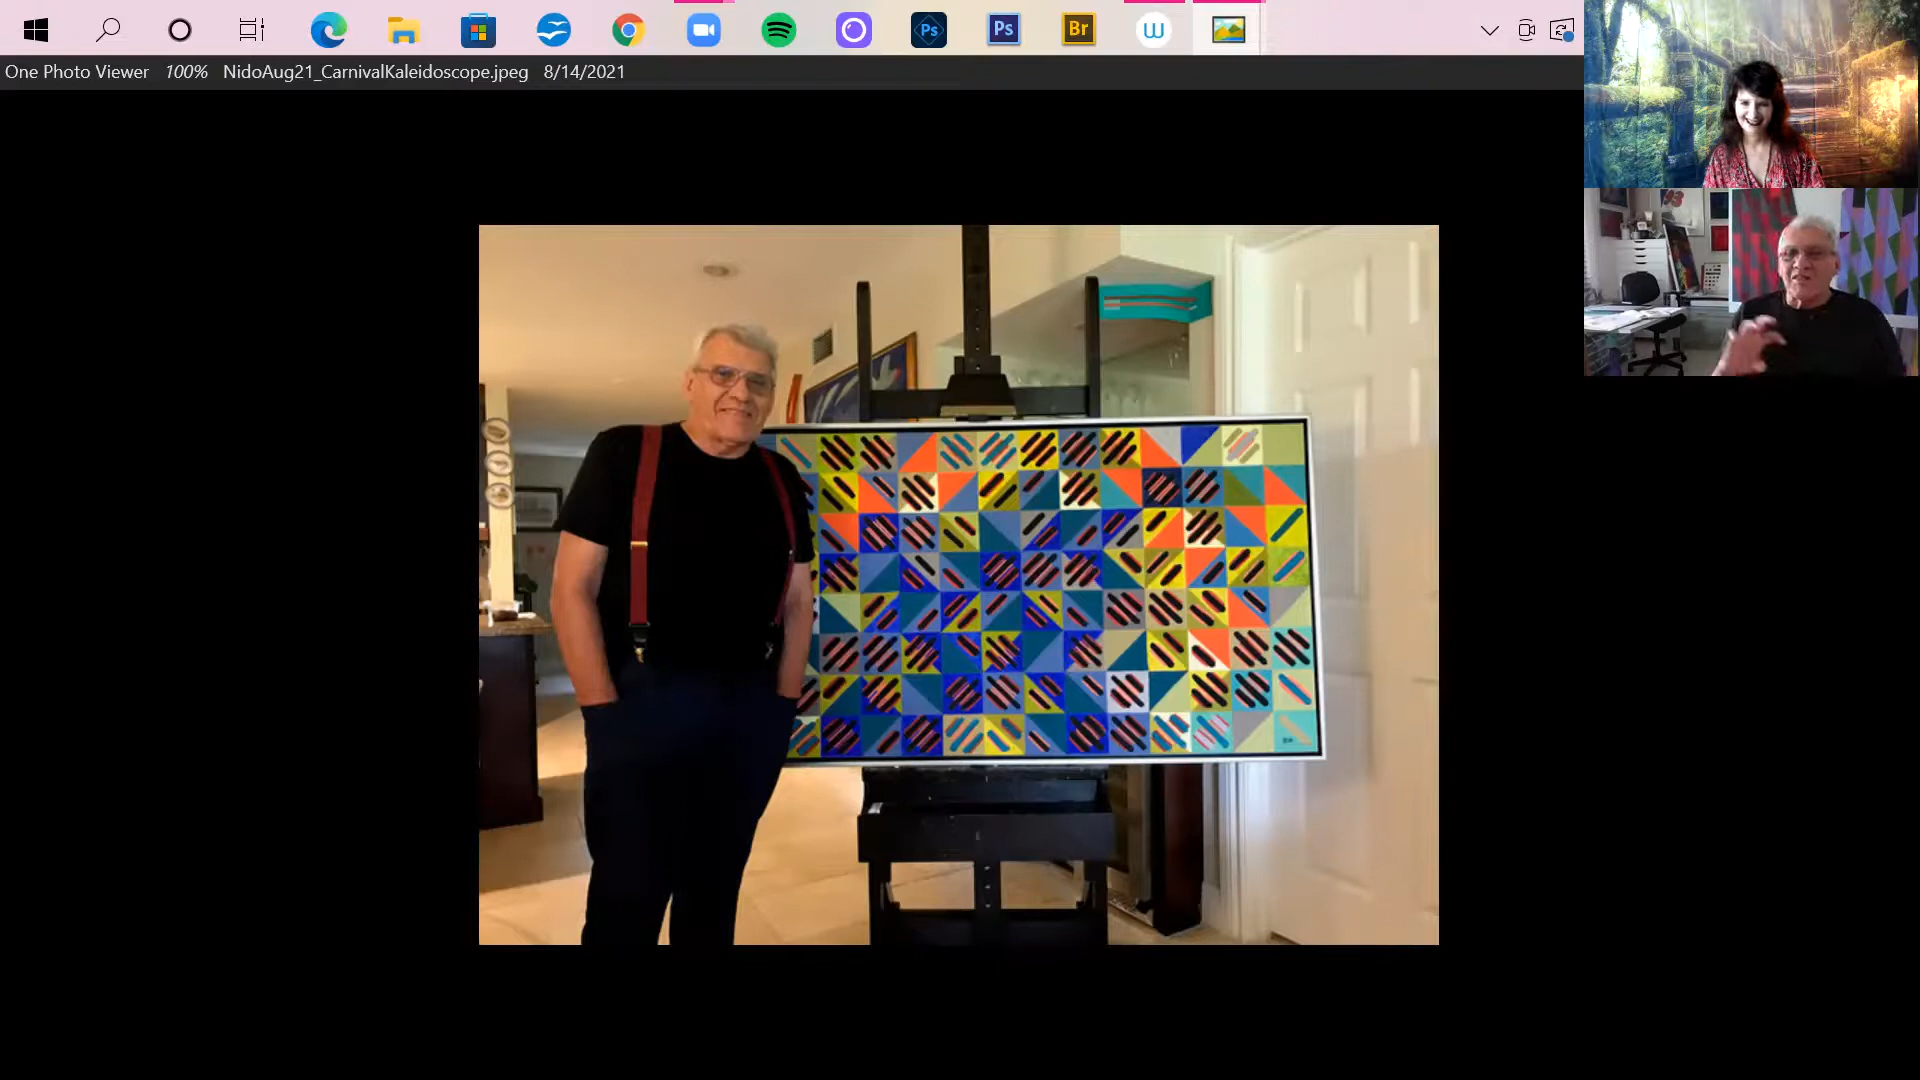 Ps
Ps
Br
W
One Photo Viewer 100% NidoAug21_CarnivalKaleidoscope.jpeg 8/14/2021